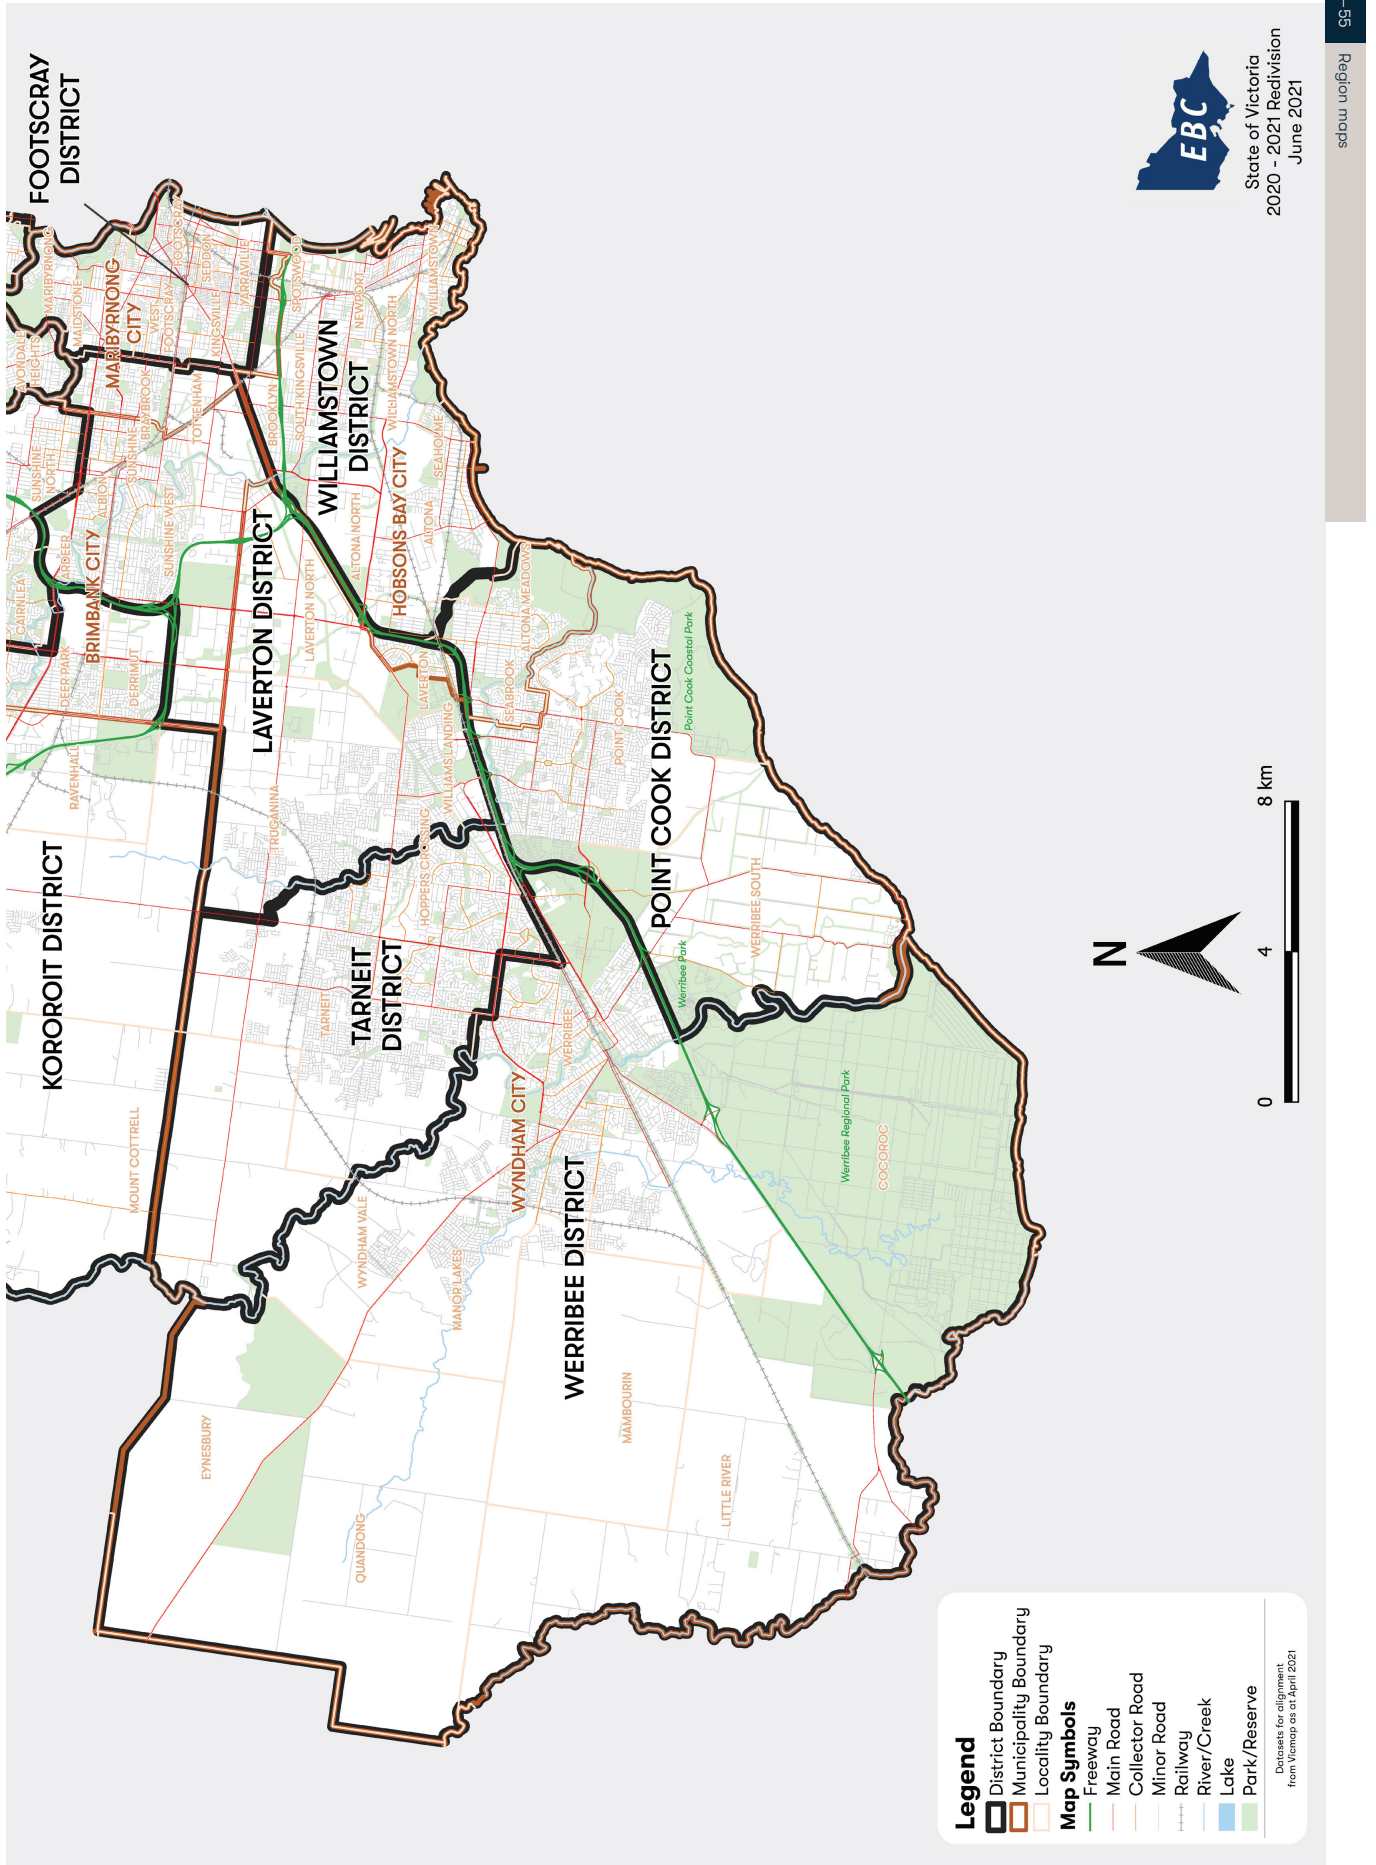 –55
Region maps
EBC
State of Victoria
2020 - 2021 Redivision
June 2021
FOOTSCRAY
DISTRICT
KOROROIT DISTRICT
LAVERTON DISTRICT
WILLIAMSTOWN
DISTRICT
TARNEIT
DISTRICT
POINT COOK DISTRICT
WERRIBEE DISTRICT
MARIBYRNONG
CITY
BRIMBANK CITY
HOBSONS BAY CITY
WYNDHAM CITY
MARIBYRNONG
MAIDSTONE
AVONDALE
HEIGHTS
WEST
FOOTSCRAY
FOOTSCRAY
SEDDON
KINGSVILLE
YARRAVILLE
SPOTSWOOD
NEWPORT
WILLIAMSTOWN
WILLIAMSTOWN NORTH
SOUTH KINGSVILLE
BROOKLYN
TOTTENHAM
BRAYBROOK
SUNSHINE
SUNSHINE
NORTH
ALBION
SUNSHINE WEST
ARDEER
CAIRNLEA
DEER PARK
DERRIMUT
RAVENHALL
LAVERTON NORTH
ALTONA NORTH
ALTONA
SEAHOLME
ALTONA MEADOWS
LAVERTON
SEABROOK
WILLIAMS LANDING
POINT COOK
TRUGANINA
HOPPERS CROSSING
TARNEIT
WERRIBEE
WERRIBEE SOUTH
MOUNT COTTRELL
WYNDHAM VALE
MANOR LAKES
COCOROC
EYNESBURY
QUANDONG
MAMBOURIN
LITTLE RIVER
Point Cook Coastal Park
Werribee Park
Werribee Regional Park
N
0
4
8 km
Legend
District Boundary
Municipality Boundary
Locality Boundary
Map Symbols
Freeway
Main Road
Collector Road
Minor Road
Railway
River/Creek
Lake
Park/Reserve
Datasets for alignment
from Vicmap as at April 2021